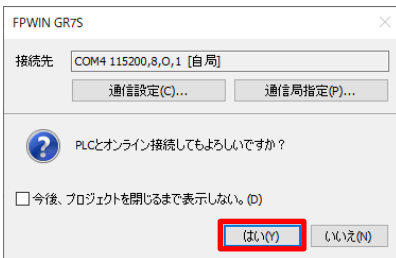 FPWIN GR7S
接続先 COM4 115200,8,O,1 [自局]
通信設定(C)... 通信局指定(P)...
PLCとオンライン接続してもよろしいですか?
今後、プロジェクトを閉じるまで表示しない。(D)
はい(Y) いいえ(N)